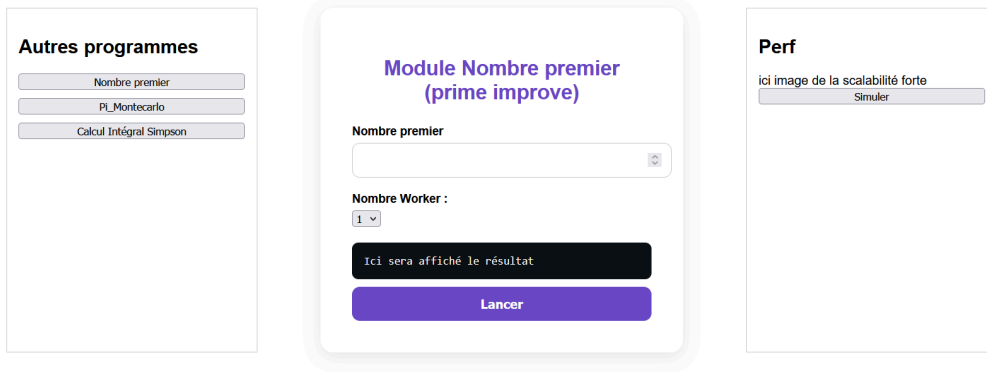 Autres programmes
Nombre premier
Pi_Montecarlo
Calcul Intégral Simpson
Module Nombre premier
(prime improve)
Nombre premier
Nombre Worker :
1
Ici sera affiché le résultat
Lancer
Perf
ici image de la scalabilité forte
Simuler